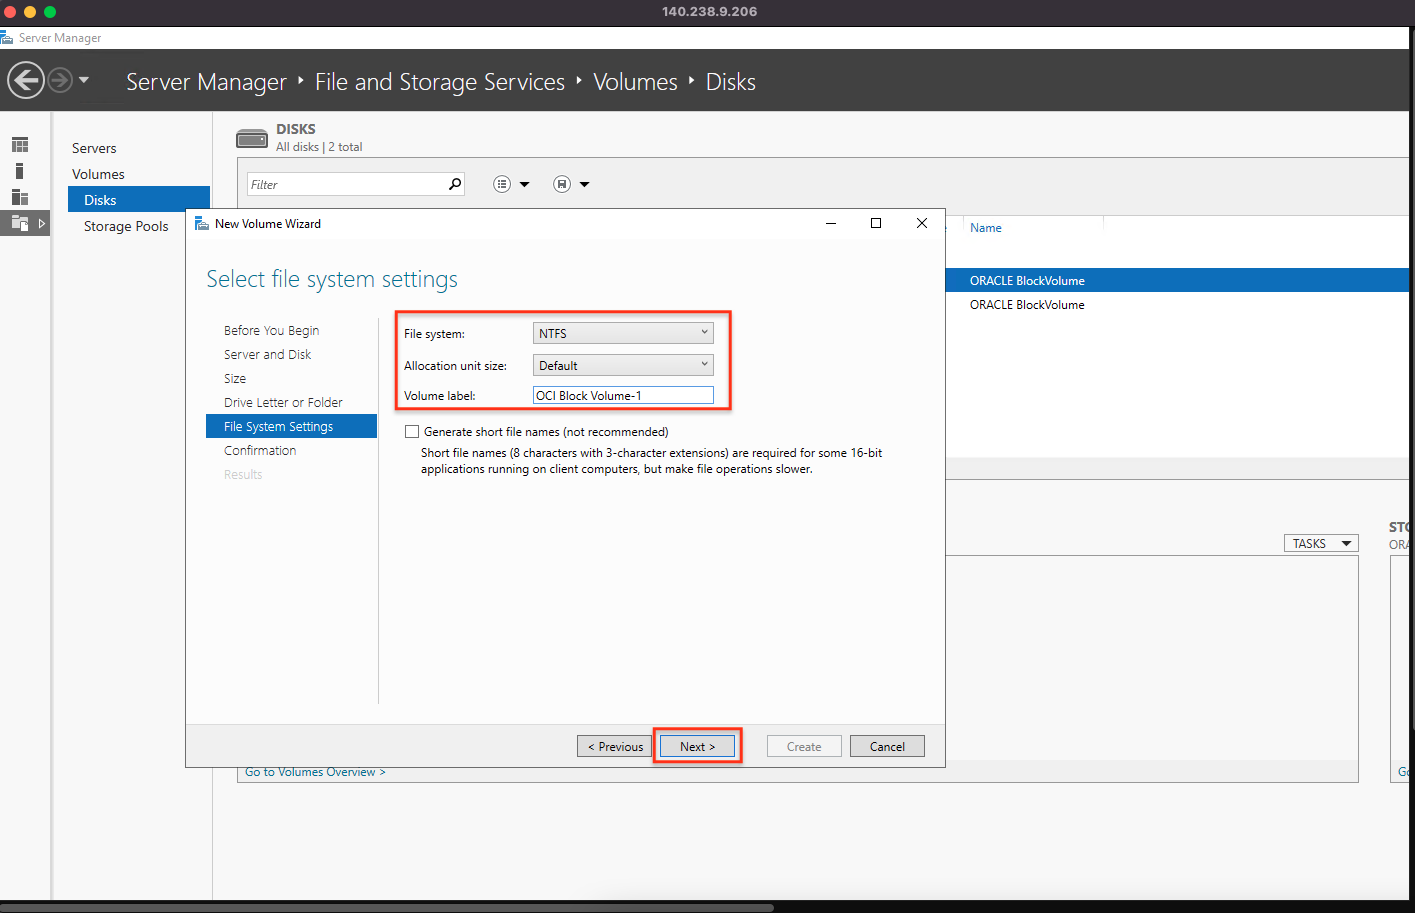 140.238.9.206
Server Manager
Server Manager ‣ File and Storage Services ‣ Volumes ‣ Disks
Servers
Volumes
Disks
Storage Pools
DISKS
All disks | 2 total
Filter
Name
ORACLE BlockVolume
ORACLE BlockVolume
New Volume Wizard
Select file system settings
Before You Begin
Server and Disk
Size
Drive Letter or Folder
File System Settings
Confirmation
Results
File system: NTFS
Allocation unit size: Default
Volume label: OCI Block Volume-1
Generate short file names (not recommended)
Short file names (8 characters with 3-character extensions) are required for some 16-bit
applications running on client computers, but make file operations slower.
< Previous Next > Create Cancel
TASKS
Go to Volumes Overview >